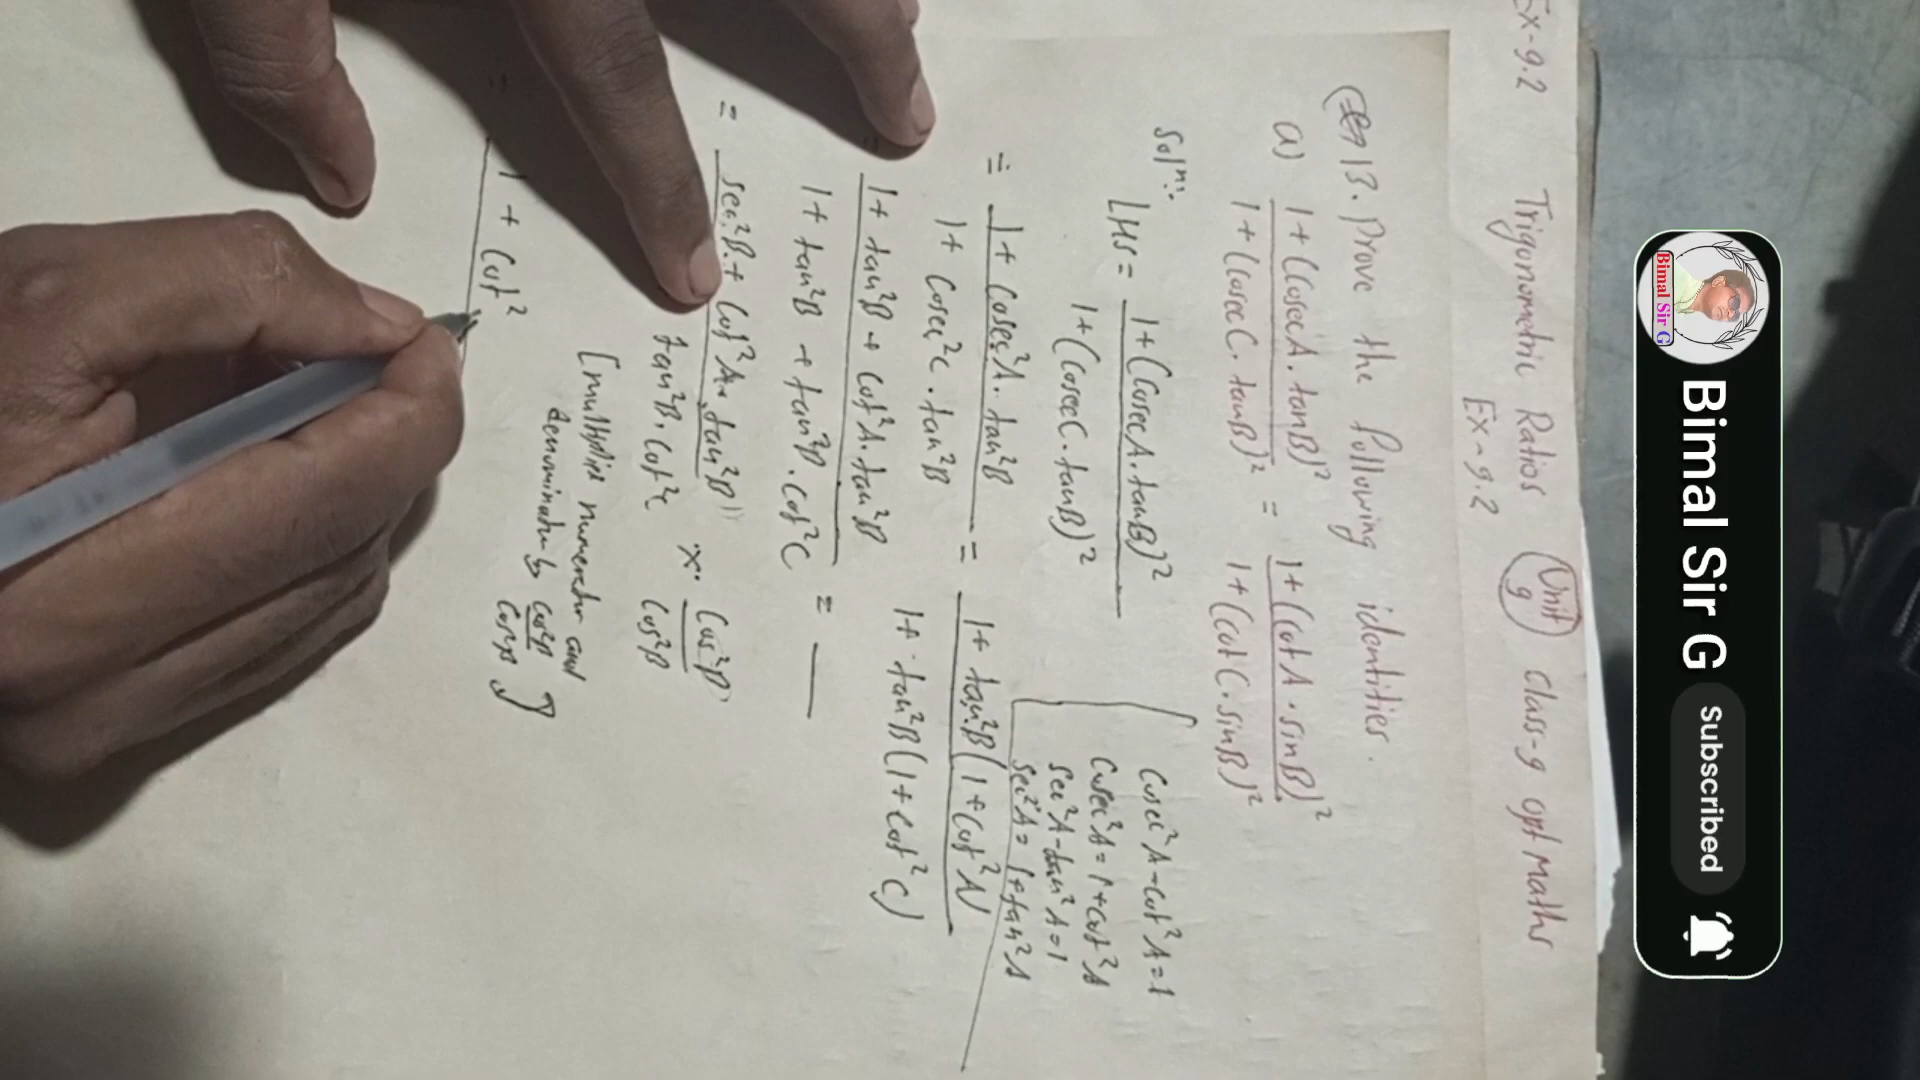 Ex-9.2
Trigonometric Ratios Unit 9 class-9 opt maths
Ex-9.2
13. Prove the following identities.
a) 1+(CosecA.tanB)² / 1+(CosecC.tanB)² = 1+(CotA.sinB)² / 1+(CotC.sinB)²
Solⁿ:
LHS = 1+(CosecA.tanB)² / 1+(CosecC.tanB)²
Cosec²A-Cot²A=1
Cosec²A=1+cot²A
Sec²A-tan²A=1
Sec²A=1+tan²A
= 1+Cosec²A.tan²B / 1+Cosec²C.tan²B = 1+tan²B(1+Cot²A) / 1+tan²B(1+cot²C)
= 1+tan²B+Cot²A.tan²B / 1+tan²B+tan²B.Cot²C =
= sec²B+Cot²A.tan²B / tan²B.Cot²C × Cos²B / Cos²B
[multiplie numerator and
denominator by Cos²B / Cos²B]
= 1+Cot²
Bimal Sir G
Bimal Sir G
Subscribed